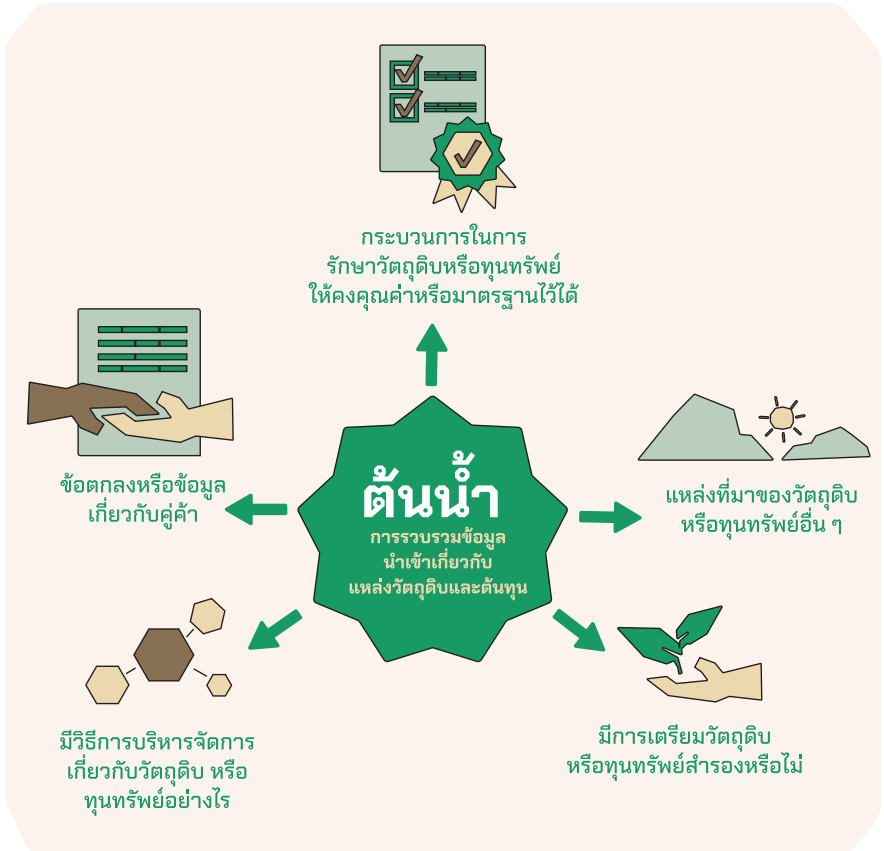 กระบวนการในการ
รักษาวัตถุดิบหรือทุนทรัพย์
ให้คงคุณค่าหรือมาตรฐานไว้ได้
ข้อตกลงหรือข้อมูล
เกี่ยวกับคู่ค้า
ต้นน้ำ
การรวบรวมข้อมูล
นำเข้าเกี่ยวกับ
แหล่งวัตถุดิบและต้นทุน
แหล่งที่มาของวัตถุดิบ
หรือทุนทรัพย์อื่น ๆ
มีวิธีการบริหารจัดการ
เกี่ยวกับวัตถุดิบ หรือ
ทุนทรัพย์อย่างไร
มีการเตรียมวัตถุดิบ
หรือทุนทรัพย์สำรองหรือไม่